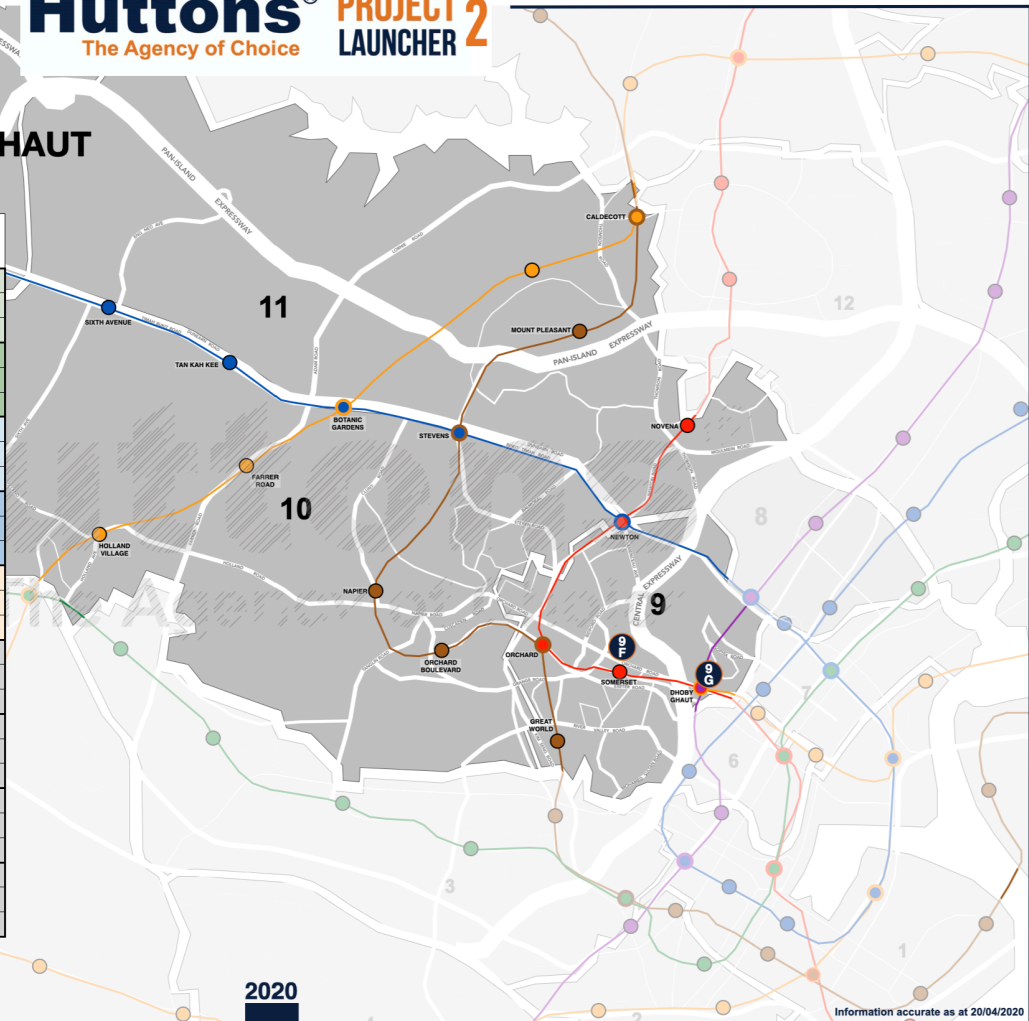 Huttons®
The Agency of Choice
PROJECT 2
LAUNCHER
HAUT
PAN-ISLAND
EXPRESSWAY
CALDECOTT
11
12
SIXTH AVENUE
MOUNT PLEASANT
PAN-ISLAND EXPRESSWAY
TAN KAH KEE
BOTANIC
GARDENS
STEVENS
NOVENA
FARRER
ROAD
10
8
HOLLAND
VILLAGE
NEWTON
CENTRAL EXPRESSWAY
NAPIER
9
9
F
ORCHARD
BOULEVARD
ORCHARD
SOMERSET
9
G
DHOBY
GHAUT
7
GREAT
WORLD
6
3
1
2020
2
Information accurate as at 20/04/2020